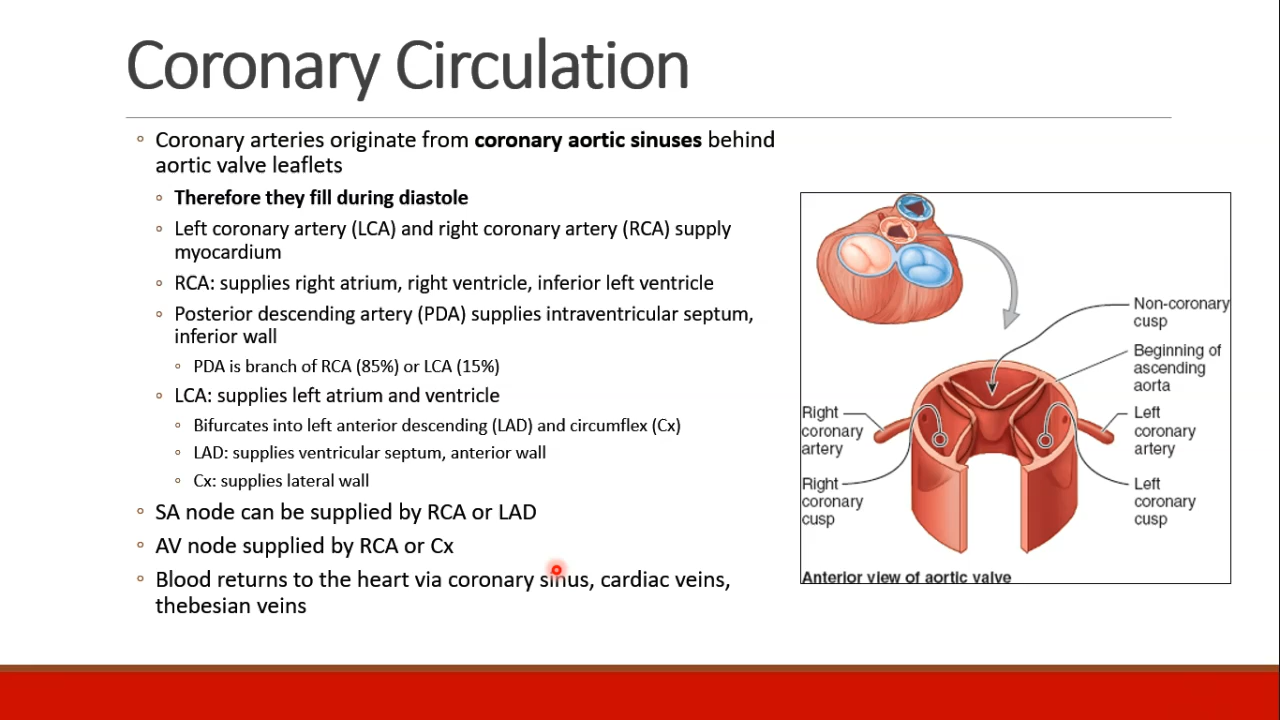 Coronary Circulation
Coronary arteries originate from coronary aortic sinuses behind
aortic valve leaflets
Therefore they fill during diastole
Left coronary artery (LCA) and right coronary artery (RCA) supply
myocardium
RCA: supplies right atrium, right ventricle, inferior left ventricle
Posterior descending artery (PDA) supplies intraventricular septum,
inferior wall
PDA is branch of RCA (85%) or LCA (15%)
LCA: supplies left atrium and ventricle
Bifurcates into left anterior descending (LAD) and circumflex (Cx)
LAD: supplies ventricular septum, anterior wall
Cx: supplies lateral wall
SA node can be supplied by RCA or LAD
AV node supplied by RCA or Cx
Blood returns to the heart via coronary sinus, cardiac veins,
thebesian veins
Non-coronary
cusp
Beginning of
ascending
aorta
Right
coronary
artery
Left
coronary
artery
Right
coronary
cusp
Left
coronary
cusp
Anterior view of aortic valve